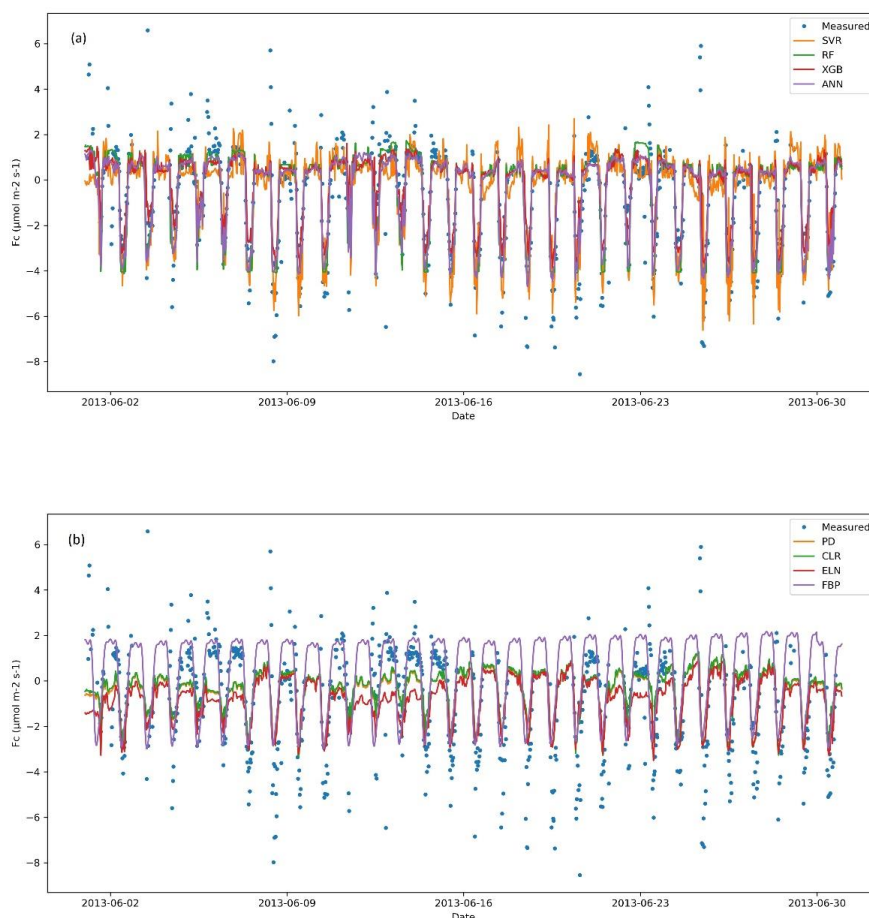 (a)
Measured
SVR
RF
XGB
ANN
6
4
2
0
−2
−4
−6
−8
Fc (μmol m-2 s-1)
2013-06-02 2013-06-09 2013-06-16 2013-06-23 2013-06-30
Date
(b)
Measured
PD
CLR
ELN
FBP
6
4
2
0
−2
−4
−6
−8
Fc (μmol m-2 s-1)
2013-06-02 2013-06-09 2013-06-16 2013-06-23 2013-06-30
Date